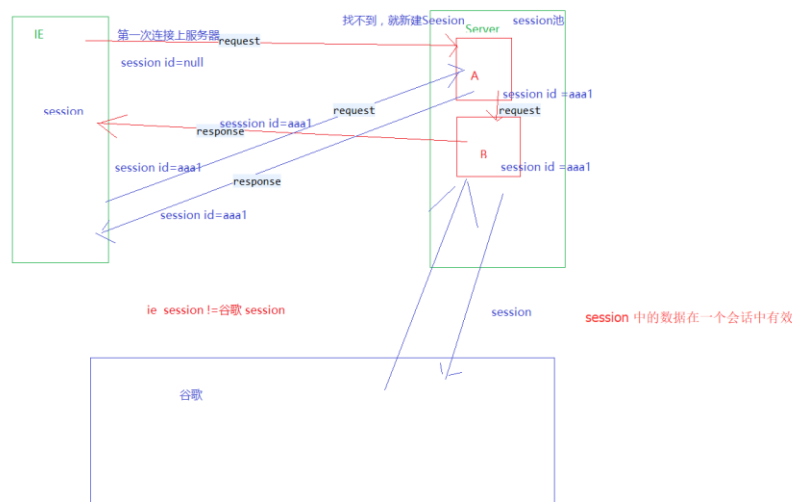 找不到，就新建Seesion
session池
IE
第一次连接上服务器
request
Server
session id=null
A
session
session id =aaa1
request
request
sesssion id=aaa1
response
R
session id=aaa1
session id =aaa1
response
session id=aaa1
ie session !=谷歌 session
session
session 中的数据在一个会话中有效
谷歌